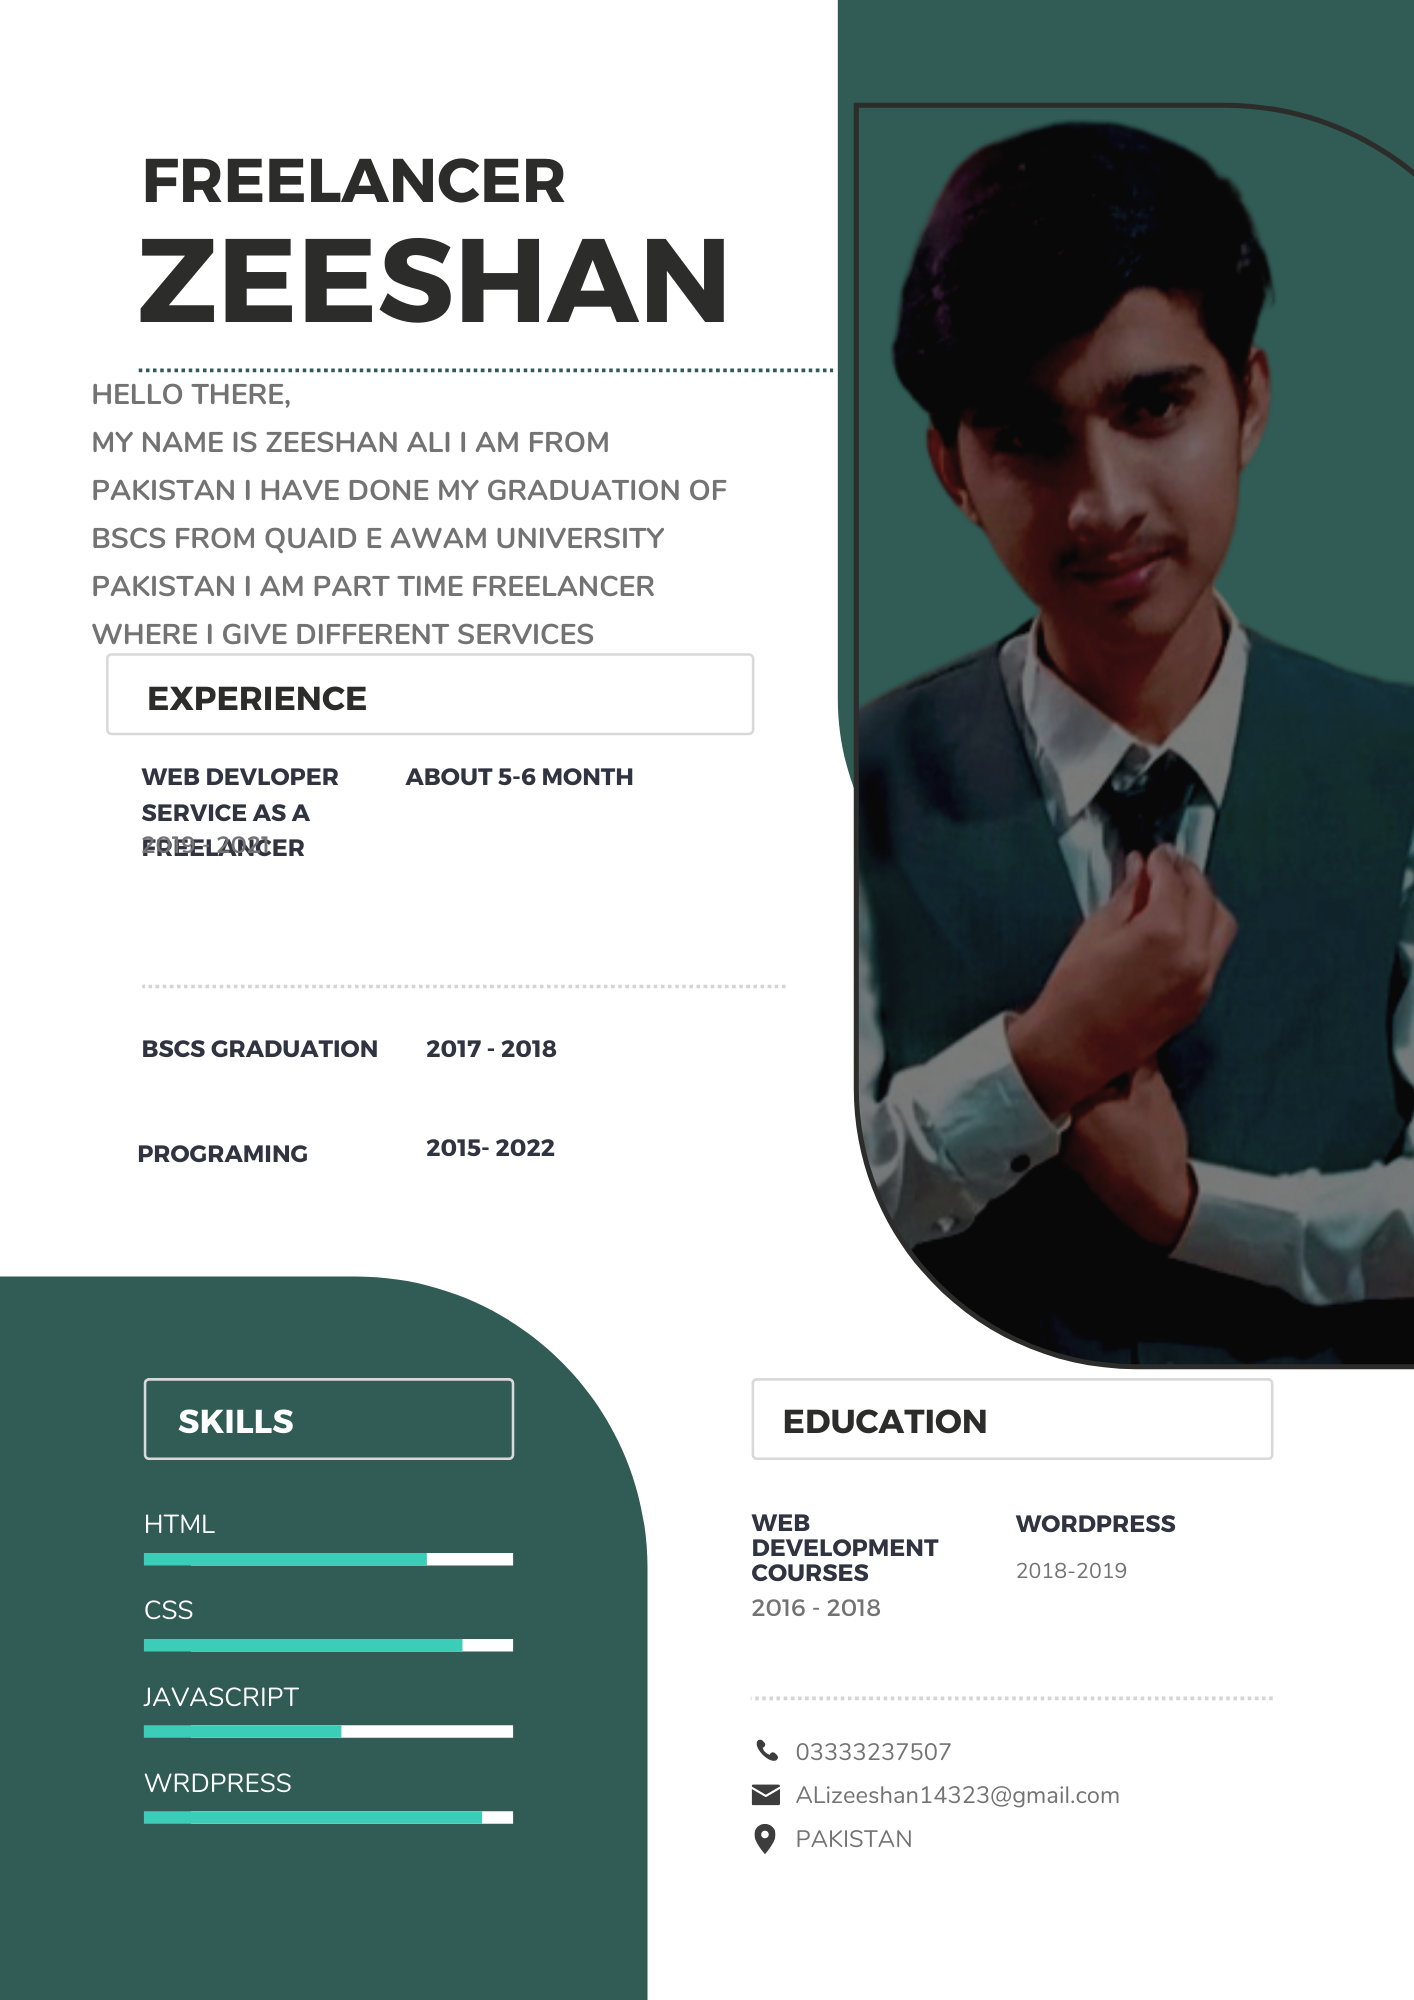 FREELANCER
ZEESHAN
HELLO THERE,
MY NAME IS ZEESHAN ALI I AM FROM
PAKISTAN I HAVE DONE MY GRADUATION OF
BSCS FROM QUAID E AWAM UNIVERSITY
PAKISTAN I AM PART TIME FREELANCER
WHERE I GIVE DIFFERENT SERVICES
EXPERIENCE
WEB DEVLOPER
SERVICE AS A
FREELANCER
2019 - 2021
ABOUT 5-6 MONTH
BSCS GRADUATION
2017 - 2018
PROGRAMING
2015- 2022
SKILLS
HTML
CSS
JAVASCRIPT
WRDPRESS
EDUCATION
WEB
DEVELOPMENT
COURSES
2016 - 2018
WORDPRESS
2018-2019
03333237507
ALizeeshan14323@gmail.com
PAKISTAN